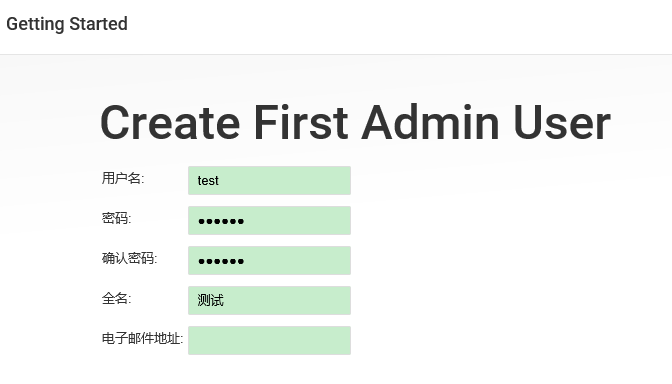 Getting Started
Create First Admin User
用户名: test
密码: ••••••
确认密码: ••••••
全名: 测试
电子邮件地址: